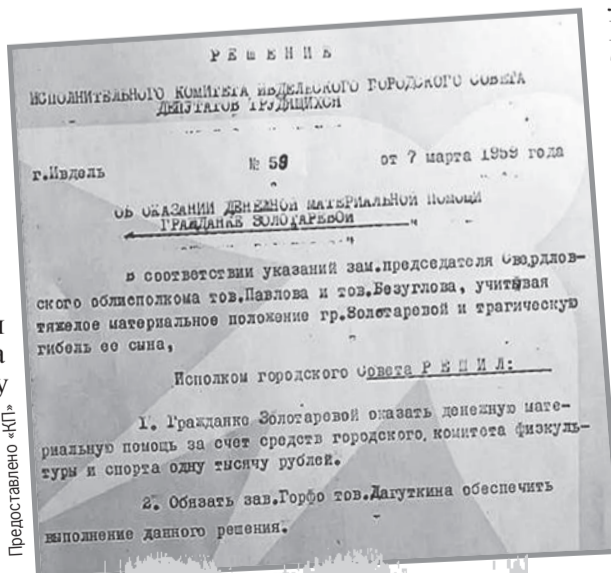 РЕШЕНИЕ
ИСПОЛНИТЕЛЬНОГО КОМИТЕТА ИВДЕЛЬСКОГО ГОРОДСКОГО СОВЕТА
ДЕПУТАТОВ ТРУДЯЩИХСЯ
г.Ивдель № 59 от 7 марта 1959 года
ОБ ОКАЗАНИИ ДЕНЕЖНОЙ МАТЕРИАЛЬНОЙ ПОМОЩИ
ГРАЖДАНКЕ ЗОЛОТАРЕВОЙ
В соответствии указаний зам.председателя Свердлов-
ского облисполкома тов.Павлова и тов.Безуглова, учитывая
тяжелое материальное положение гр.Золотаревой и трагическую
гибель ее сына,
Исполком городского Совета Р Е Ш И Л:
1. Гражданке Золотаревой оказать денежную мате-
риальную помощь за счет средств городского комитета физкуль-
туры и спорта одну тысячу рублей.
2. Обязать зав.Горфо тов.Дагуткина обеспечить
выполнение данного решения.
Предоставлено «КП»